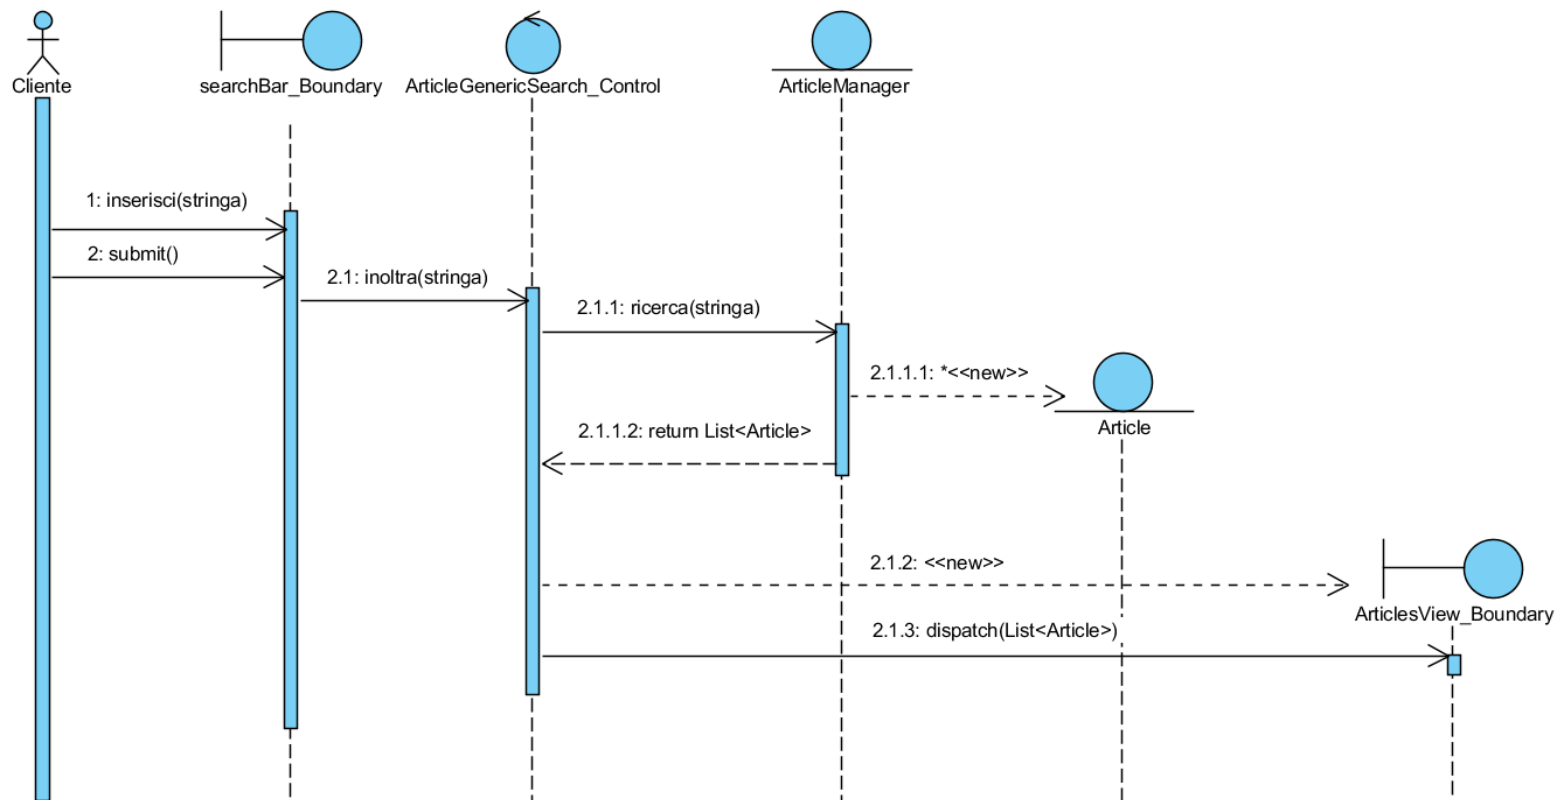 Cliente
searchBar_Boundary
ArticleGenericSearch_Control
ArticleManager
1: inserisci(stringa)
2: submit()
2.1: inoltra(stringa)
2.1.1: ricerca(stringa)
2.1.1.1: *<<new>>
Article
2.1.1.2: return List<Article>
2.1.2: <<new>>
ArticlesView_Boundary
2.1.3: dispatch(List<Article>)